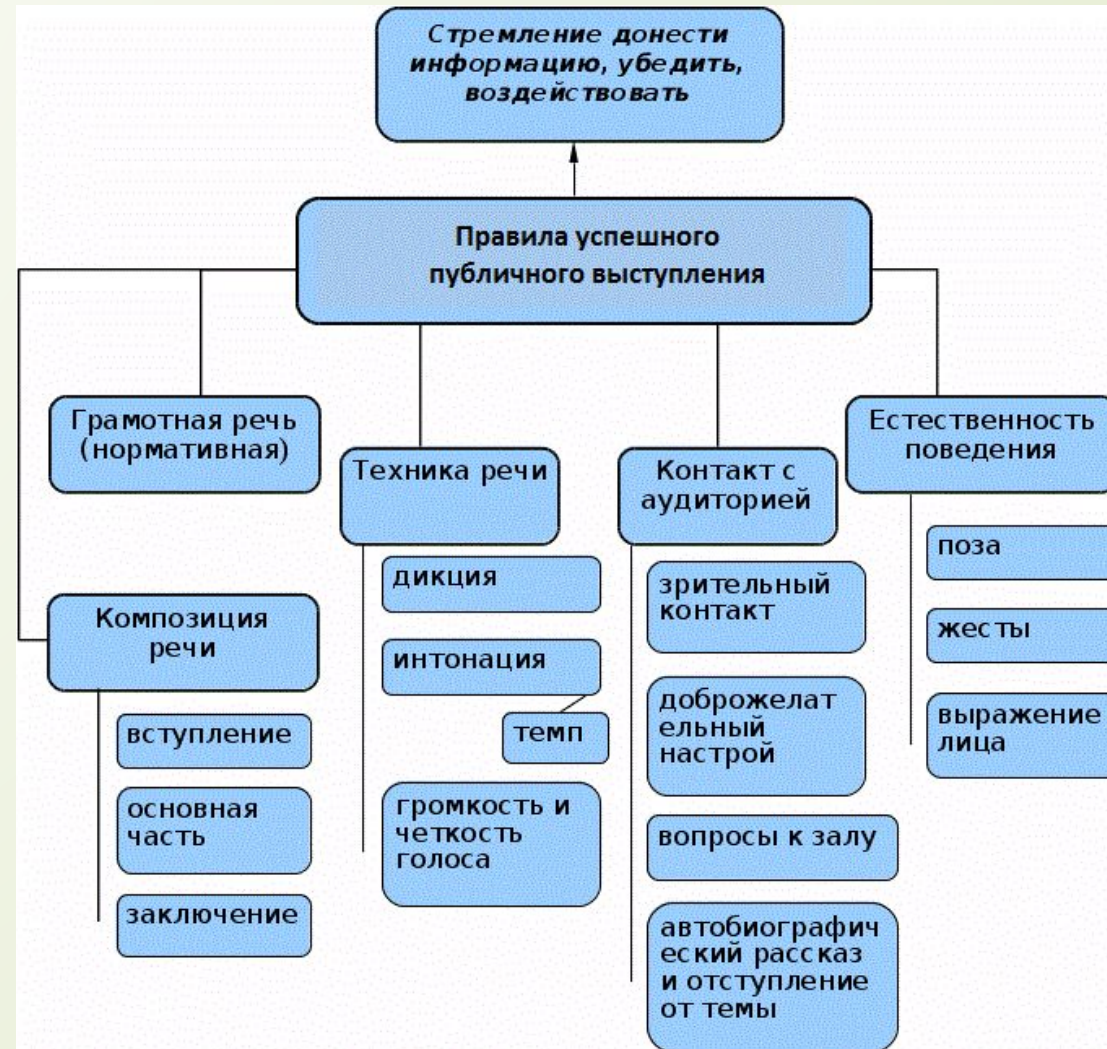 Стремление донести
информацию, убедить,
воздействовать
Правила успешного
публичного выступления
Грамотная речь
(нормативная)
Композиция
речи
вступление
основная
часть
заключение
Техника речи
дикция
интонация
темп
громкость и
четкость
голоса
Контакт с
аудиторией
зрительный
контакт
доброжелат
ельный
настрой
вопросы к залу
автобиографич
еский рассказ
и отступление
от темы
Естественность
поведения
поза
жесты
выражение
лица